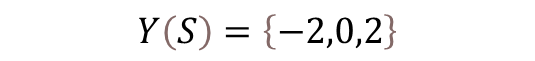 Y(S) = {−2,0,2}